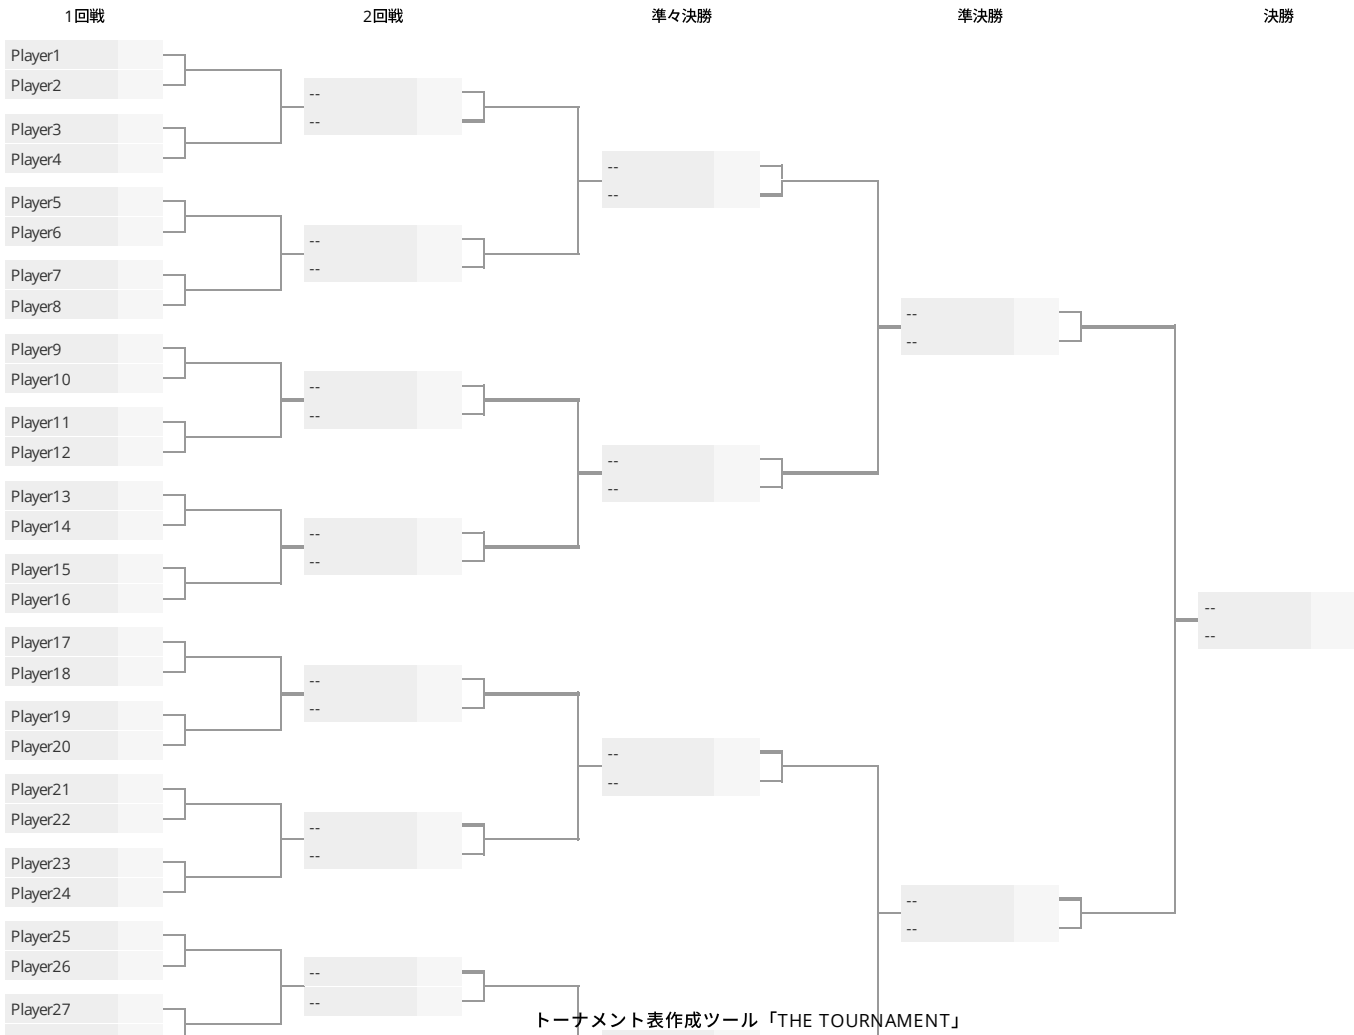 1回戦
2回戦
準々決勝
準決勝
決勝
Player1
Player2
--
--
Player3
Player4
--
--
Player5
Player6
--
--
Player7
Player8
--
--
Player9
Player10
--
--
Player11
Player12
--
--
Player13
Player14
--
--
Player15
Player16
--
--
Player17
Player18
--
--
Player19
Player20
--
--
Player21
Player22
--
--
Player23
Player24
--
--
Player25
Player26
--
--
Player27
トーナメント表作成ツール「THE TOURNAMENT」